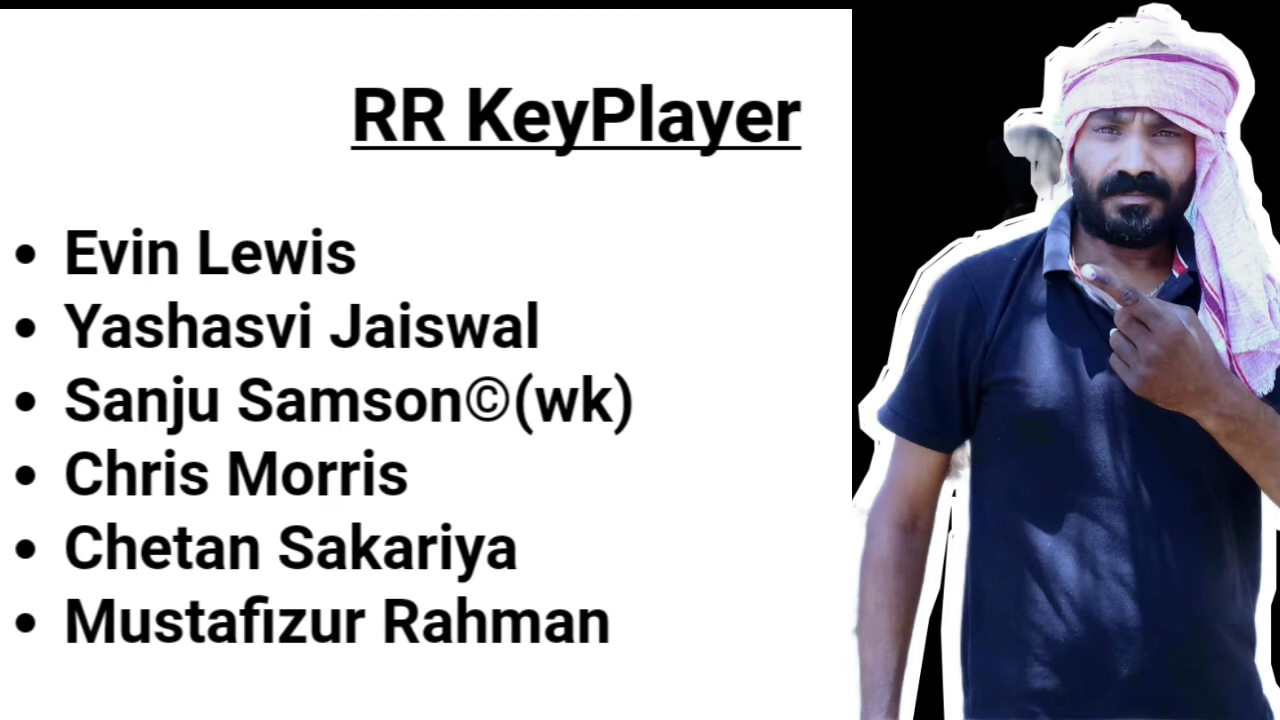 RR KeyPlayer
• Evin Lewis
• Yashasvi Jaiswal
• Sanju Samson©(wk)
• Chris Morris
• Chetan Sakariya
• Mustafizur Rahman